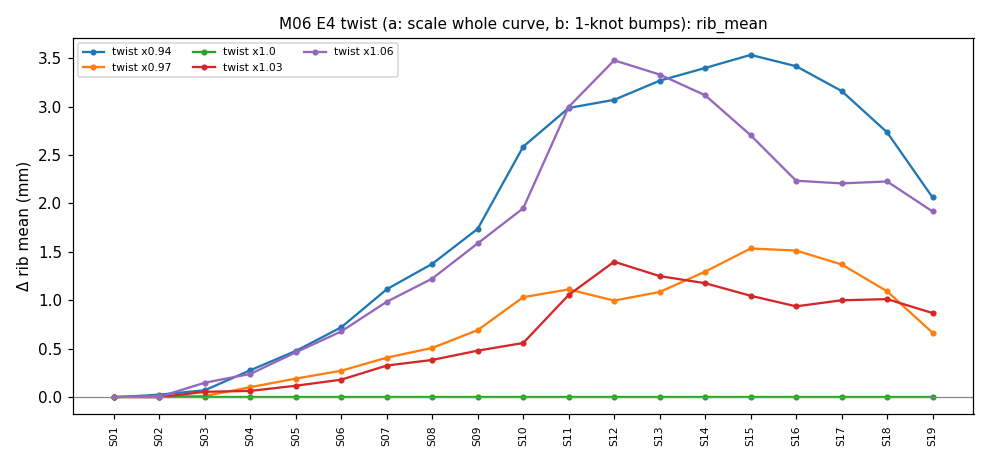 M06 E4 twist (a: scale whole curve, b: 1-knot bumps): rib_mean
twist x0.94
twist x0.97
twist x1.0
twist x1.03
twist x1.06
Δ rib mean (mm)
3.5
3.0
2.5
2.0
1.5
1.0
0.5
0.0
S01
S02
S03
S04
S05
S06
S07
S08
S09
S10
S11
S12
S13
S14
S15
S16
S17
S18
S19